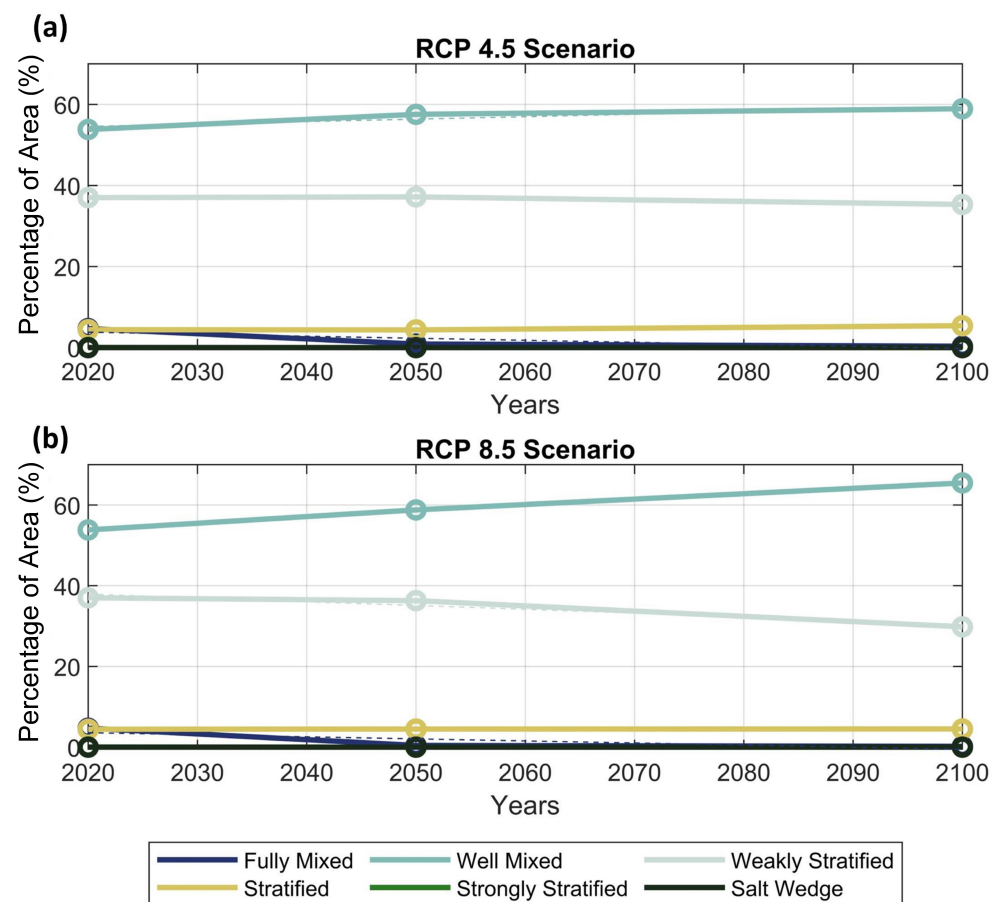 (a)
RCP 4.5 Scenario
Percentage of Area (%)
60
40
20
0
2020 2030 2040 2050 2060 2070 2080 2090 2100
Years
(b)
RCP 8.5 Scenario
Percentage of Area (%)
60
40
20
0
2020 2030 2040 2050 2060 2070 2080 2090 2100
Years
Fully Mixed Well Mixed Weakly Stratified
Stratified Strongly Stratified Salt Wedge